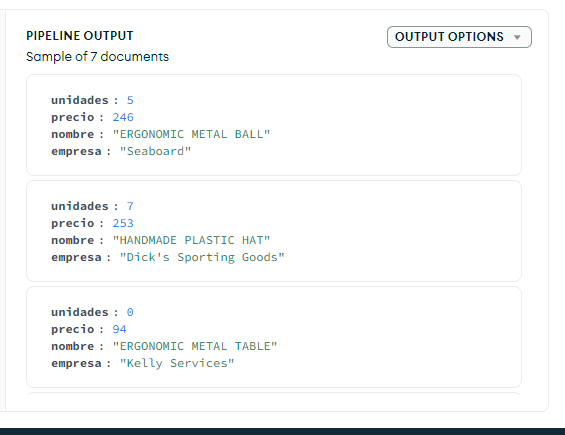 PIPELINE OUTPUT
OUTPUT OPTIONS
Sample of 7 documents
unidades : 5
precio : 246
nombre : "ERGONOMIC METAL BALL"
empresa : "Seaboard"
unidades : 7
precio : 253
nombre : "HANDMADE PLASTIC HAT"
empresa : "Dick's Sporting Goods"
unidades : 0
precio : 94
nombre : "ERGONOMIC METAL TABLE"
empresa : "Kelly Services"